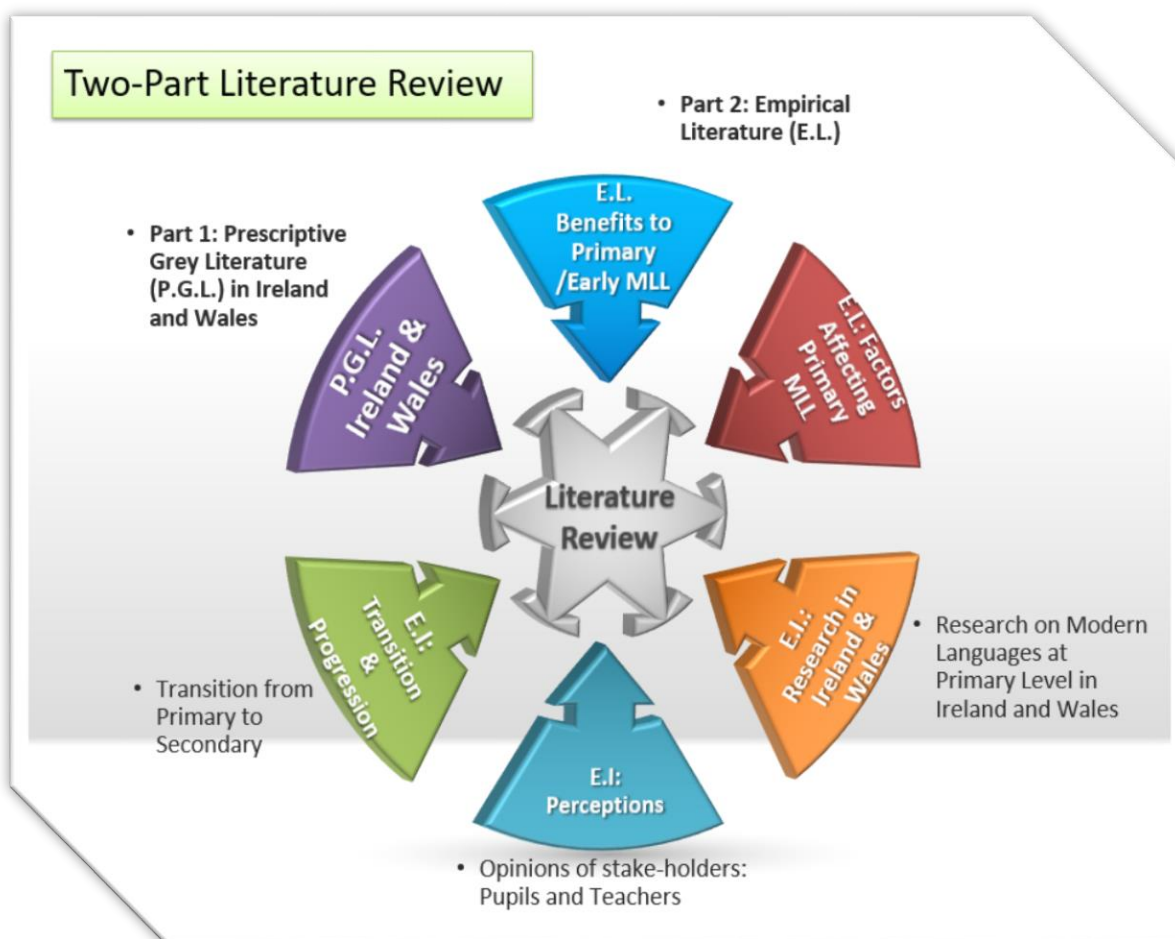 Two-Part Literature Review
• Part 2: Empirical
Literature (E.L.)
• Part 1: Prescriptive
Grey Literature
(P.G.L.) in Ireland
and Wales
E.L.
Benefits to
Primary
/Early MLL
E.L: Factors
Affecting
Primary
MLL
P.G.L.
Ireland &
Wales
Literature
Review
E.I.:
Research in
Ireland &
Wales
• Research on Modern
Languages at
Primary Level in
Ireland and Wales
E.I:
Transition
&
Progression
• Transition from
Primary to
Secondary
E.I:
Perceptions
• Opinions of stake-holders:
Pupils and Teachers